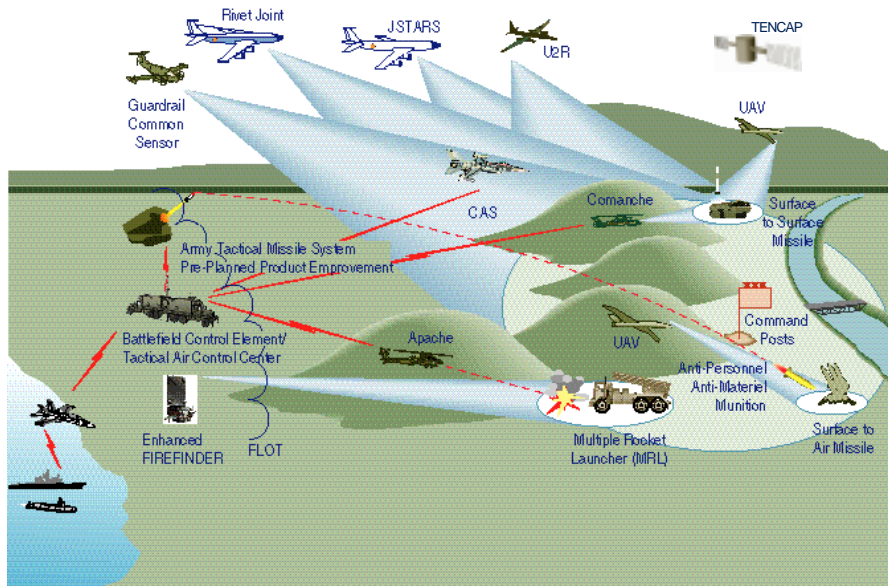 Rivet Joint
JSTARS
U2R
TENCAP
Guardrail
Common
Sensor
UAV
CAS
Comanche
Surface
to Surface
Missile
Army Tactical Missile System
Pre-Planned Product Emprovement
Battlefield Control Element/
Tactical Air Control Center
Apache
UAV
Command
Posts
Anti-Personnel
Anti-Materiel
Munition
Enhanced
FIREFINDER
FLOT
Multiple Rocket
Launcher (MRL)
Surface to
Air Missile